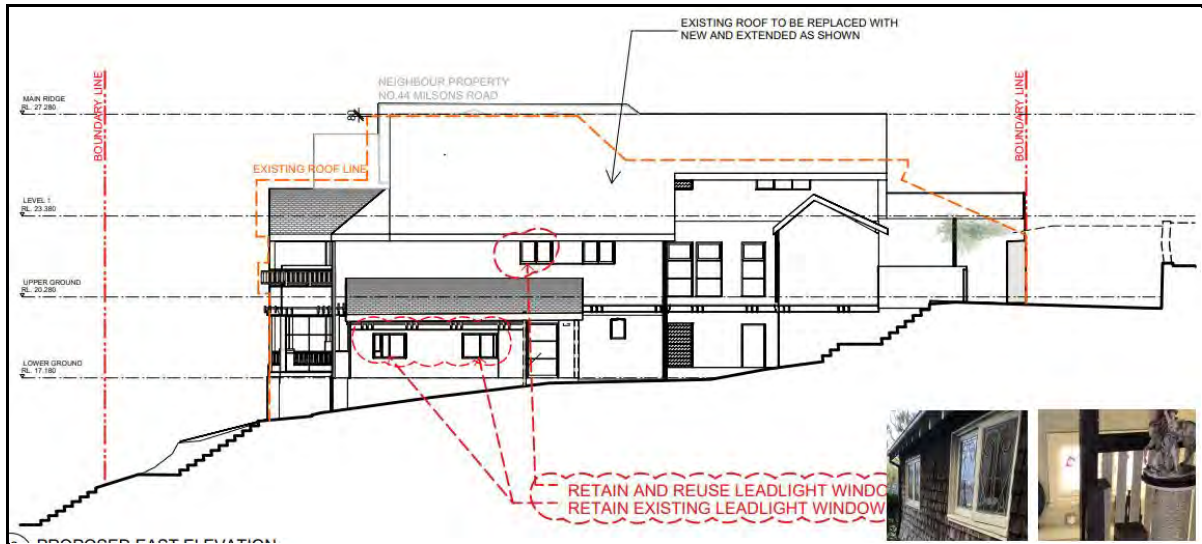 EXISTING ROOF TO BE REPLACED WITH
NEW AND EXTENDED AS SHOWN
NEIGHBOUR PROPERTY
NO.44 MILSONS ROAD
BOUNDARY LINE
BOUNDARY LINE
MAIN RIDGE
RL. 27.280
EXISTING ROOF LINE
LEVEL 1
RL. 23.380
UPPER GROUND
RL. 20.280
LOWER GROUND
RL. 17.180
RETAIN AND REUSE LEADLIGHT
RETAIN EXISTING LEADLIGHT WINDOW
PROPOSED EAST ELEVATION